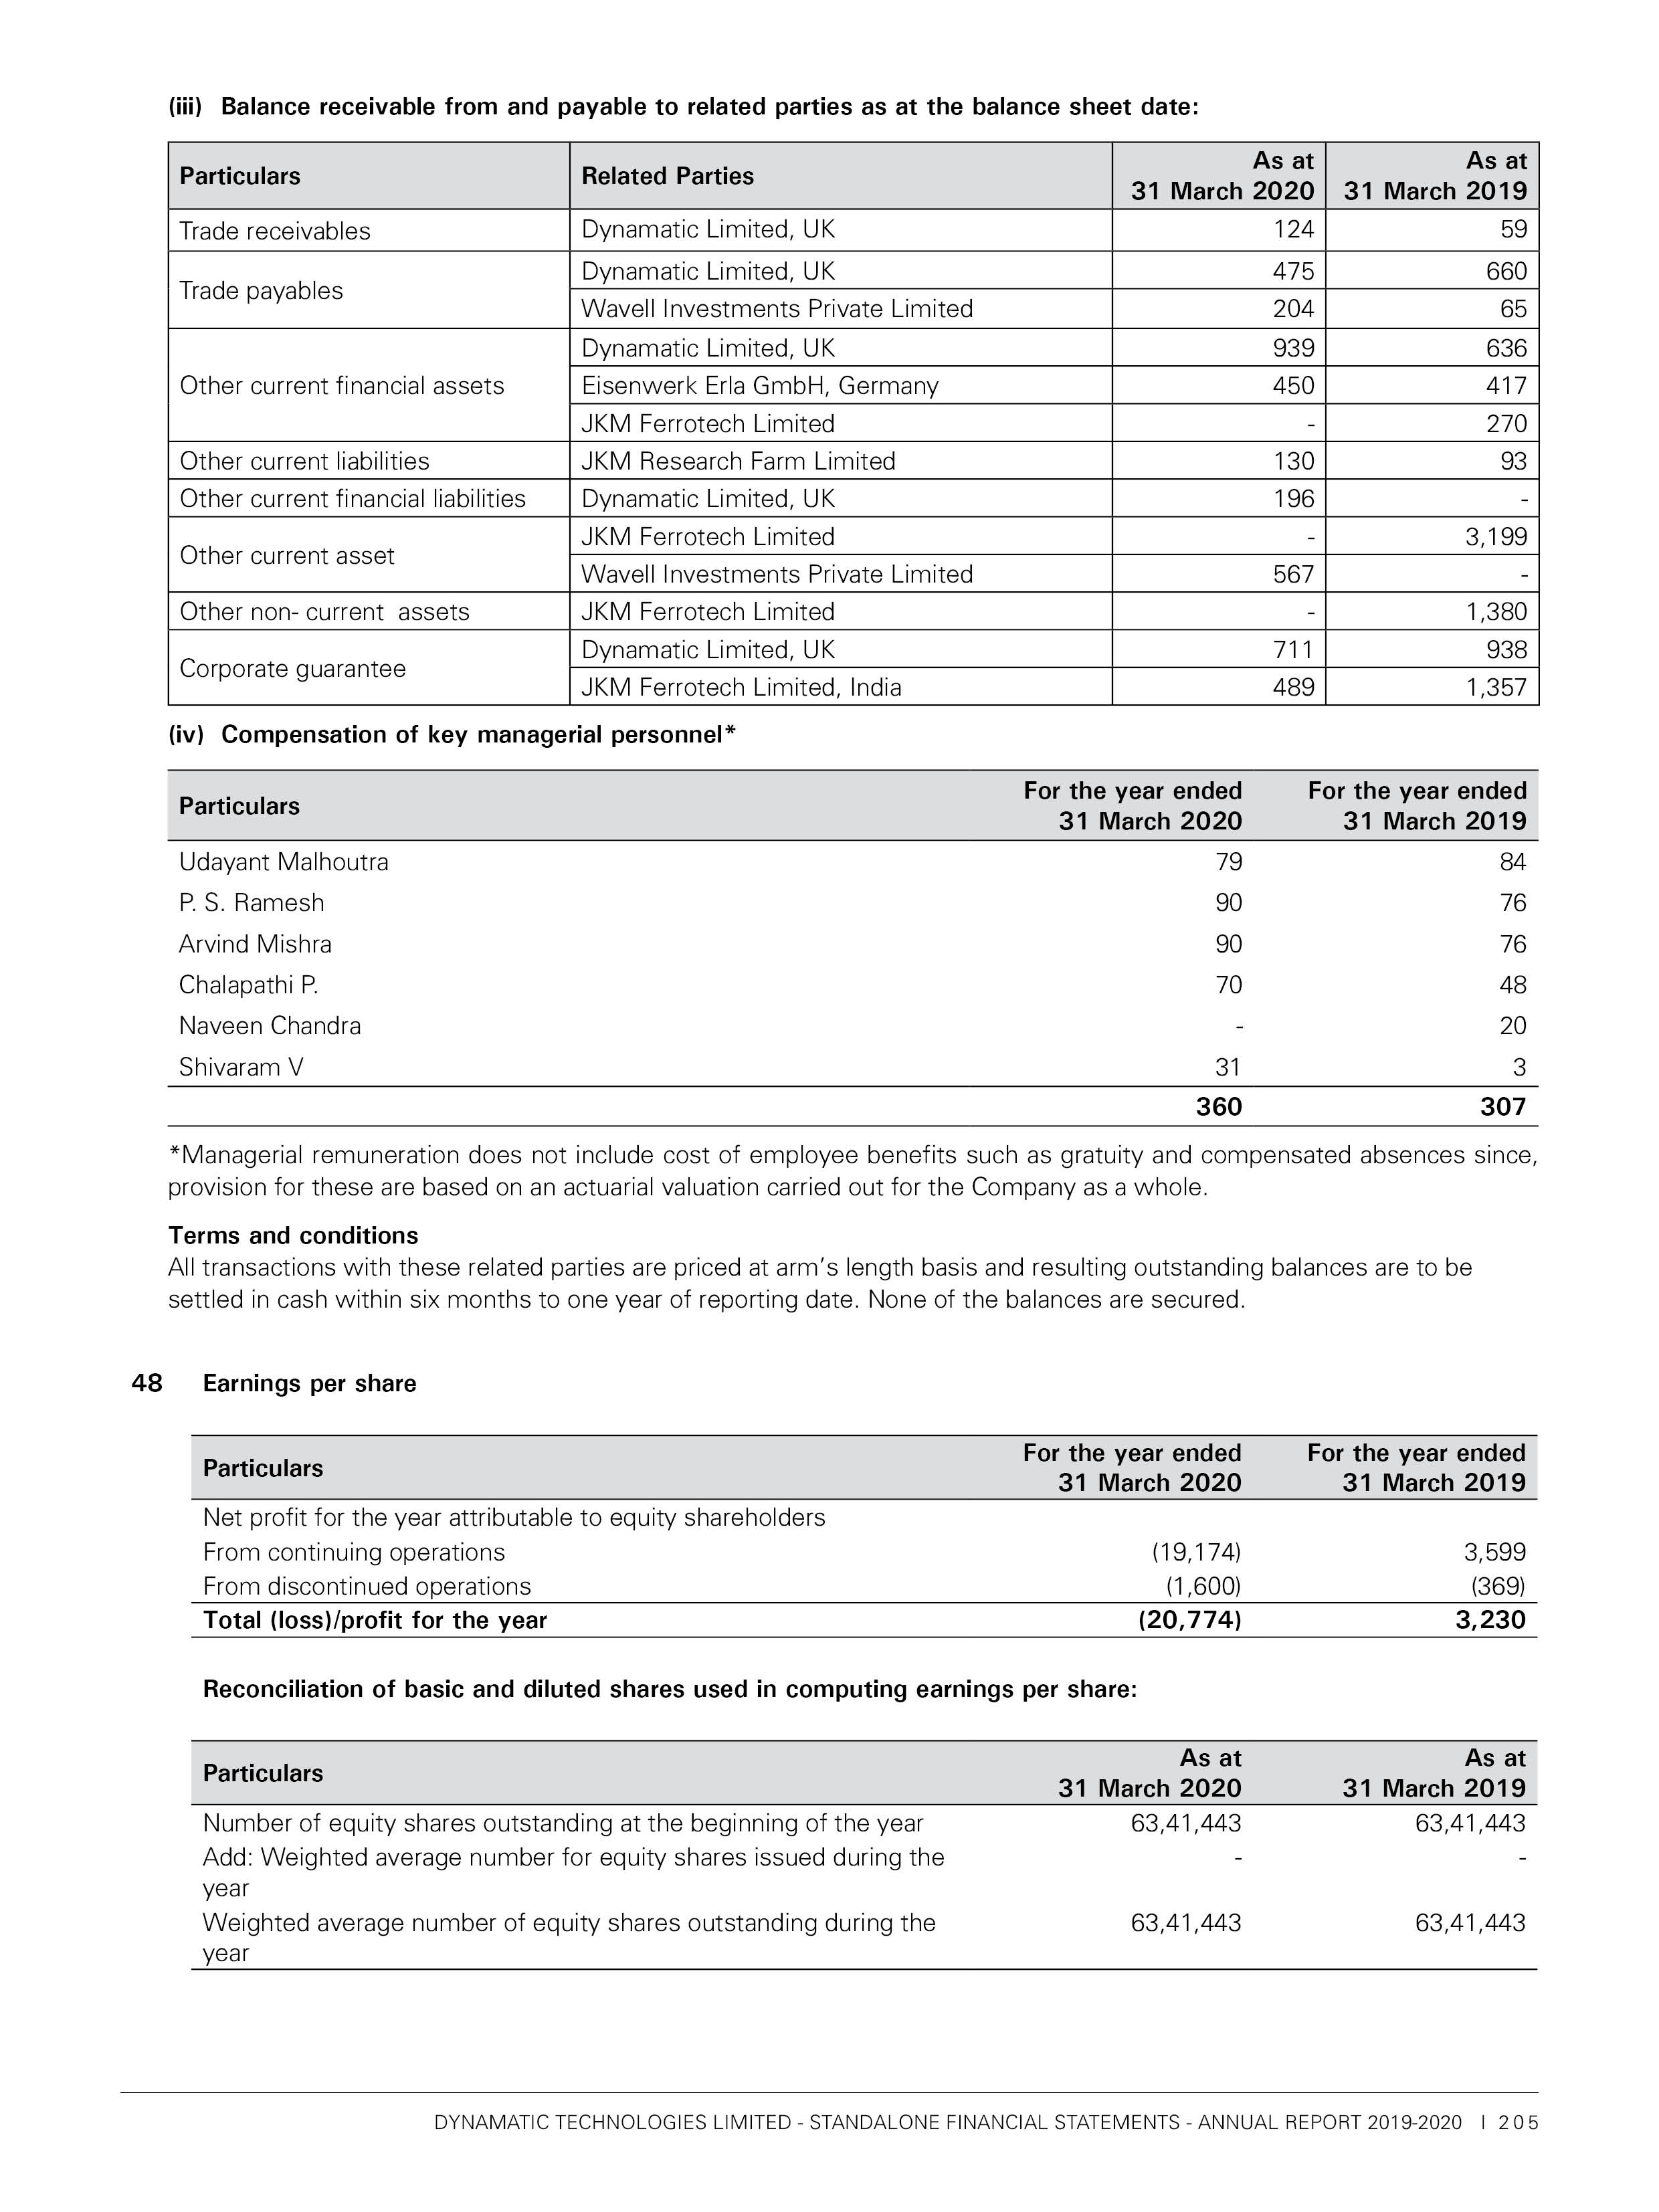 (iii) Balance receivable from and payable to related parties as at the balance sheet date:
Particulars Related Parties As at 31 March 2020 As at 31 March 2019
Trade receivables Dynamatic Limited, UK 124 59
Trade payables Dynamatic Limited, UK 475 660
Wavell Investments Private Limited 204 65
Other current financial assets Dynamatic Limited, UK 939 636
Eisenwerk Erla GmbH, Germany 450 417
JKM Ferrotech Limited - 270
Other current liabilities JKM Research Farm Limited 130 93
Other current financial liabilities Dynamatic Limited, UK 196 -
Other current asset JKM Ferrotech Limited - 3,199
Wavell Investments Private Limited 567 -
Other non- current assets JKM Ferrotech Limited - 1,380
Corporate guarantee Dynamatic Limited, UK 711 938
JKM Ferrotech Limited, India 489 1,357
(iv) Compensation of key managerial personnel*
Particulars For the year ended 31 March 2020 For the year ended 31 March 2019
Udayant Malhoutra 79 84
P. S. Ramesh 90 76
Arvind Mishra 90 76
Chalapathi P. 70 48
Naveen Chandra - 20
Shivaram V 31 3
360 307
*Managerial remuneration does not include cost of employee benefits such as gratuity and compensated absences since,
provision for these are based on an actuarial valuation carried out for the Company as a whole.
Terms and conditions
All transactions with these related parties are priced at arm's length basis and resulting outstanding balances are to be
settled in cash within six months to one year of reporting date. None of the balances are secured.
48 Earnings per share
Particulars For the year ended 31 March 2020 For the year ended 31 March 2019
Net profit for the year attributable to equity shareholders
From continuing operations (19,174) 3,599
From discontinued operations (1,600) (369)
Total (loss)/profit for the year (20,774) 3,230
Reconciliation of basic and diluted shares used in computing earnings per share:
Particulars As at 31 March 2020 As at 31 March 2019
Number of equity shares outstanding at the beginning of the year 63,41,443 63,41,443
Add: Weighted average number for equity shares issued during the - -
year
Weighted average number of equity shares outstanding during the 63,41,443 63,41,443
year
DYNAMATIC TECHNOLOGIES LIMITED - STANDALONE FINANCIAL STATEMENTS - ANNUAL REPORT 2019-2020 | 205